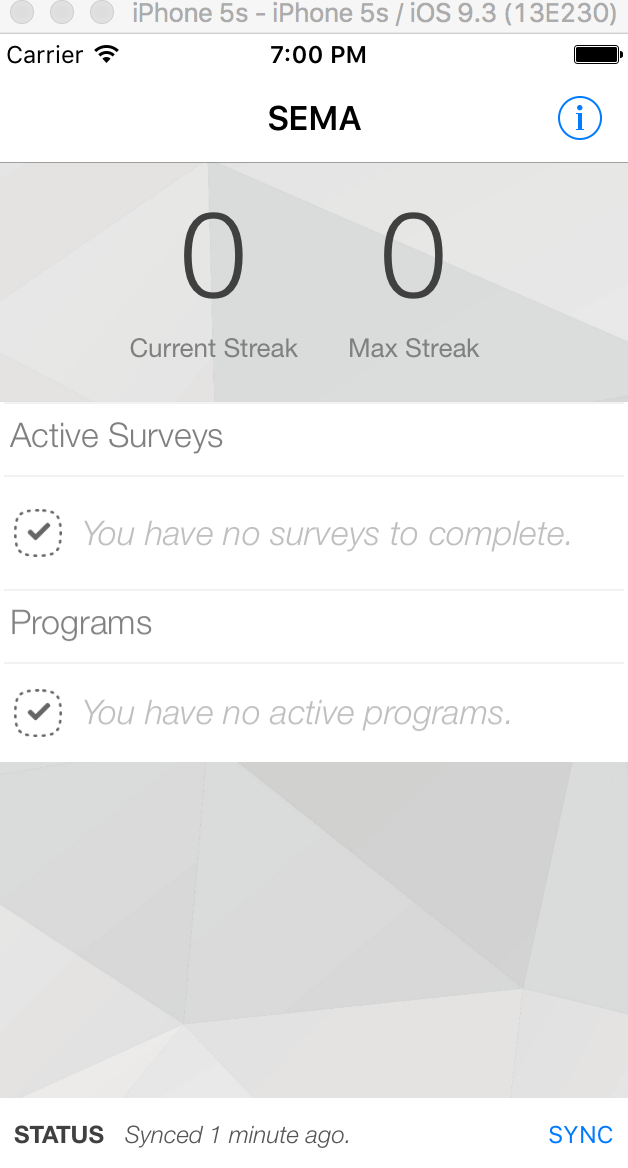 iPhone 5s - iPhone 5s / iOS 9.3 (13E230)
Carrier 7:00 PM
SEMA i
0 0
Current Streak Max Streak
Active Surveys
You have no surveys to complete.
Programs
You have no active programs.
STATUS Synced 1 minute ago. SYNC